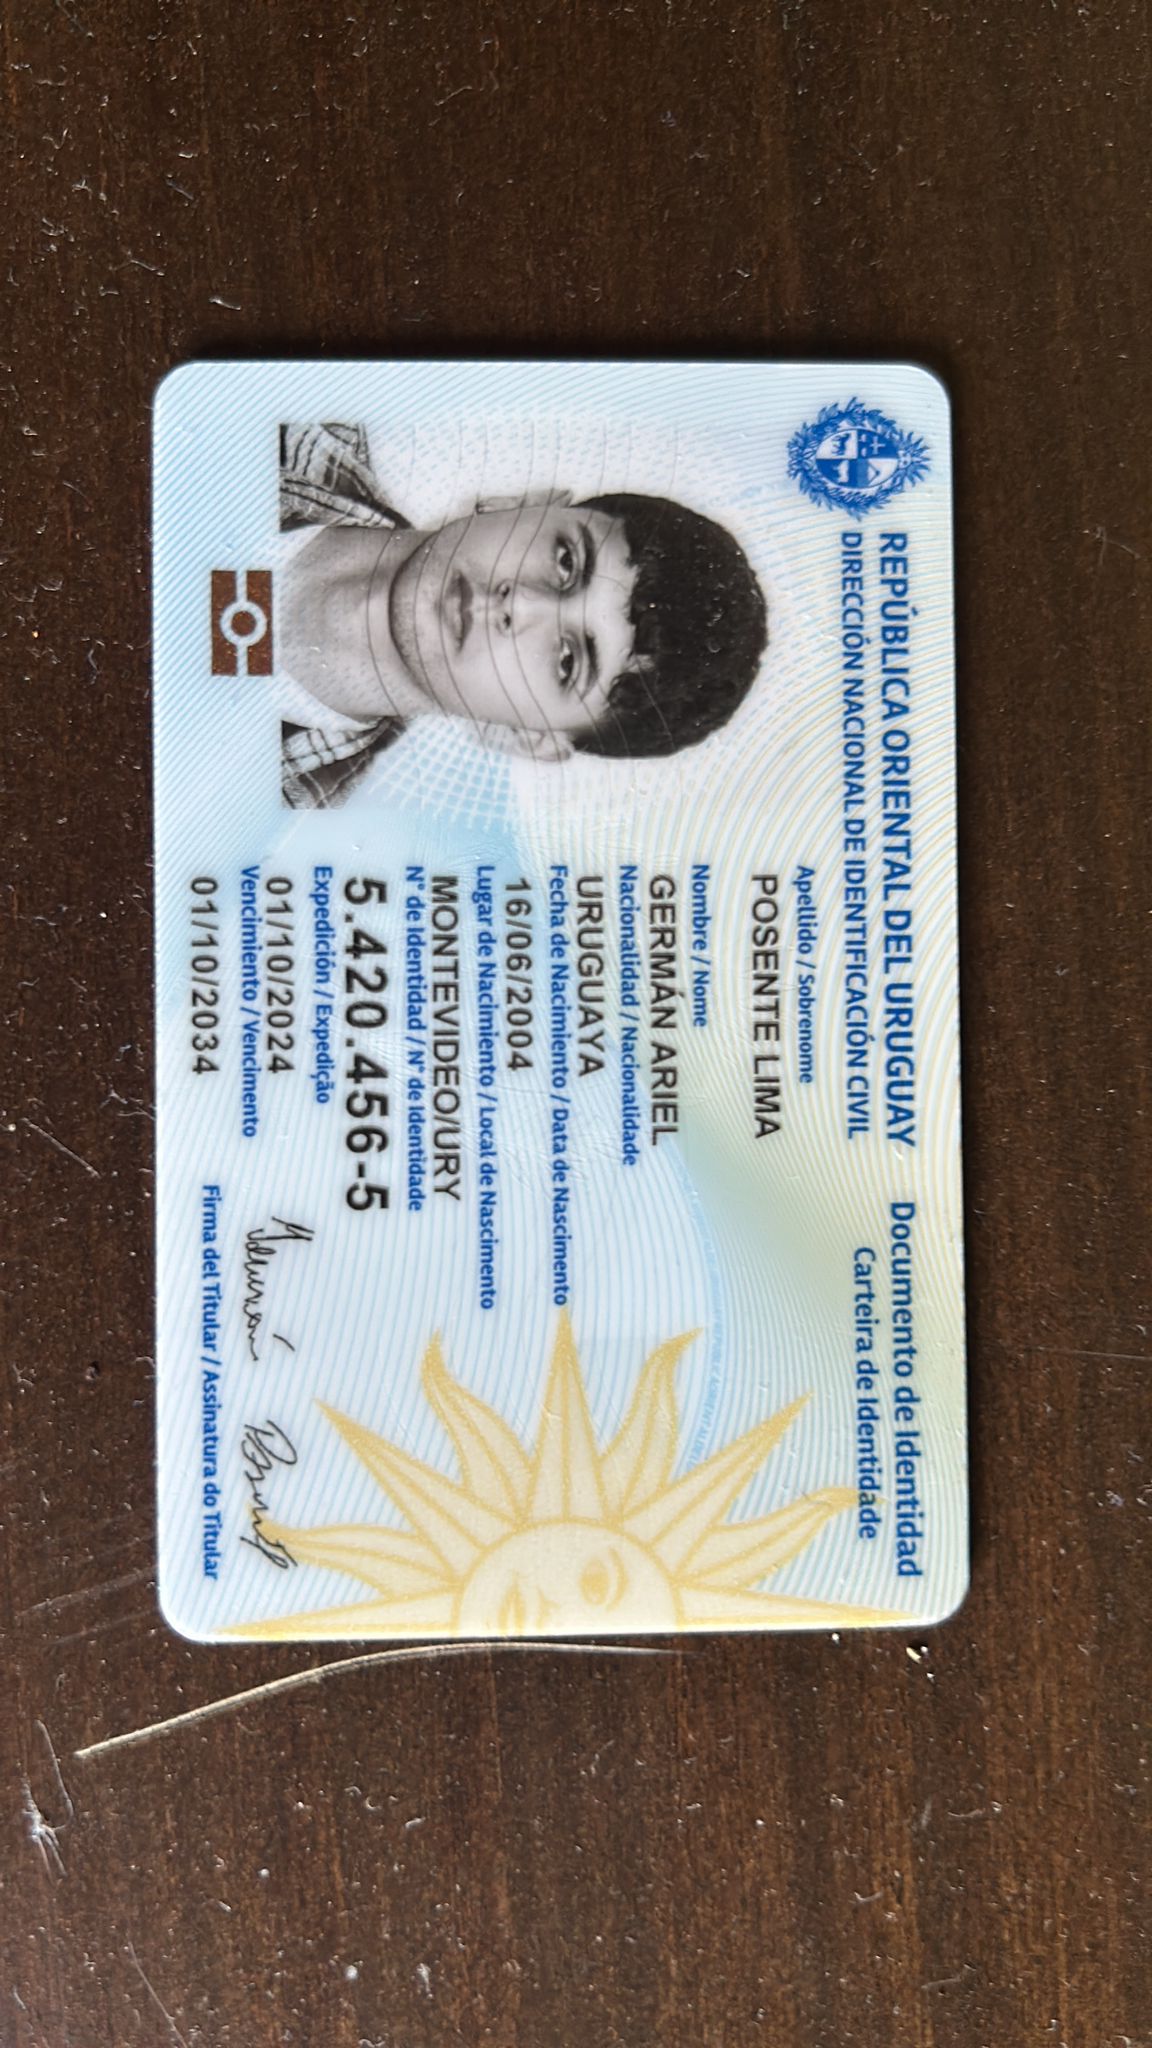 REPÚBLICA ORIENTAL DEL URUGUAY
DIRECCIÓN NACIONAL DE IDENTIFICACIÓN CIVIL
Documento de Identidad
Carteira de Identidade
Apellido / Sobrenome
POSENTE LIMA
Nombre / Nome
GERMÁN ARIEL
Nacionalidad / Nacionalidade
URUGUAYA
Fecha de Nacimiento / Data de Nascimento
16/06/2004
Lugar de Nacimiento / Local de Nascimento
MONTEVIDEO/URY
N° de Identidad / N° de Identidade
5.420.456-5
Expedición / Expedição
01/10/2024
Vencimiento / Vencimento
01/10/2034
Firma del Titular / Assinatura do Titular